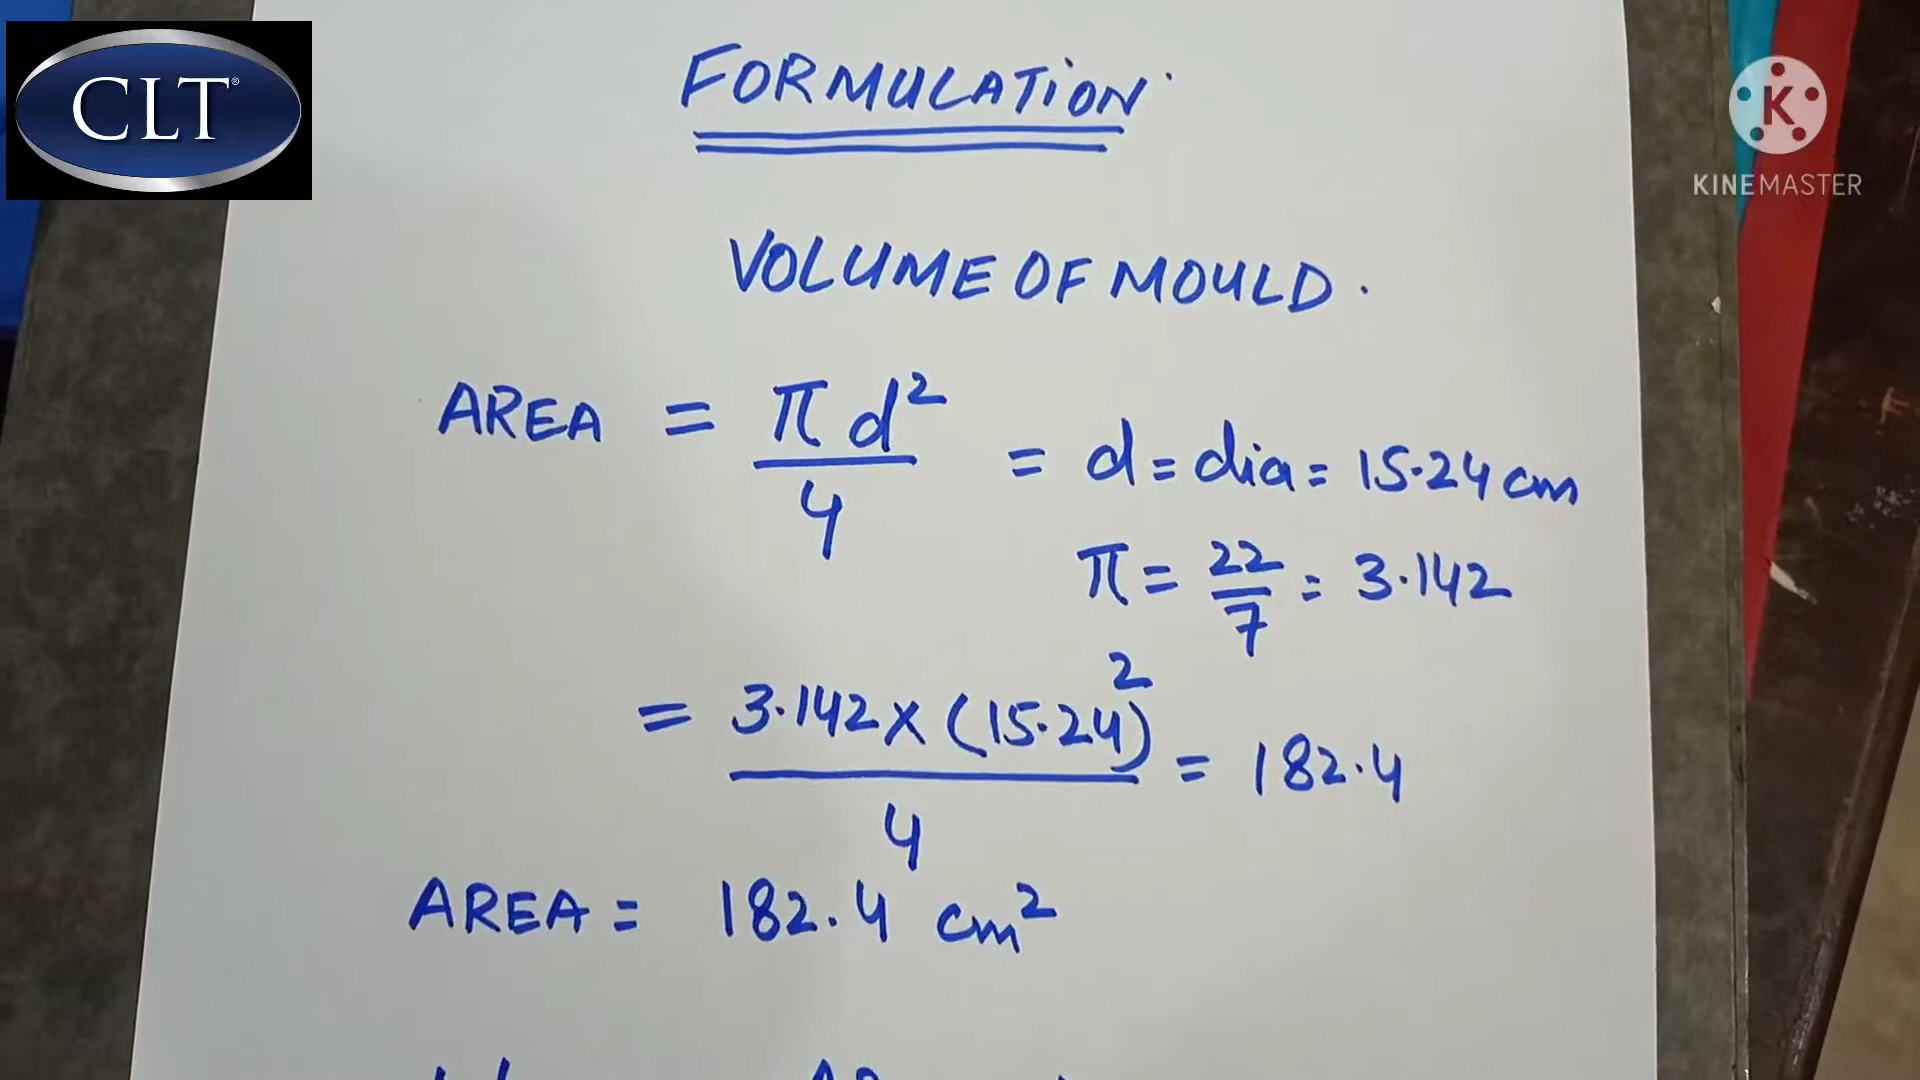 CLT®
KINEMASTER
FORMULATION.
VOLUME OF MOULD.
AREA = π d² / 4 = d = dia = 15.24 cm
π = 22/7 = 3.142
= 3.142 x (15.24)² / 4 = 182.4
AREA = 182.4 cm²